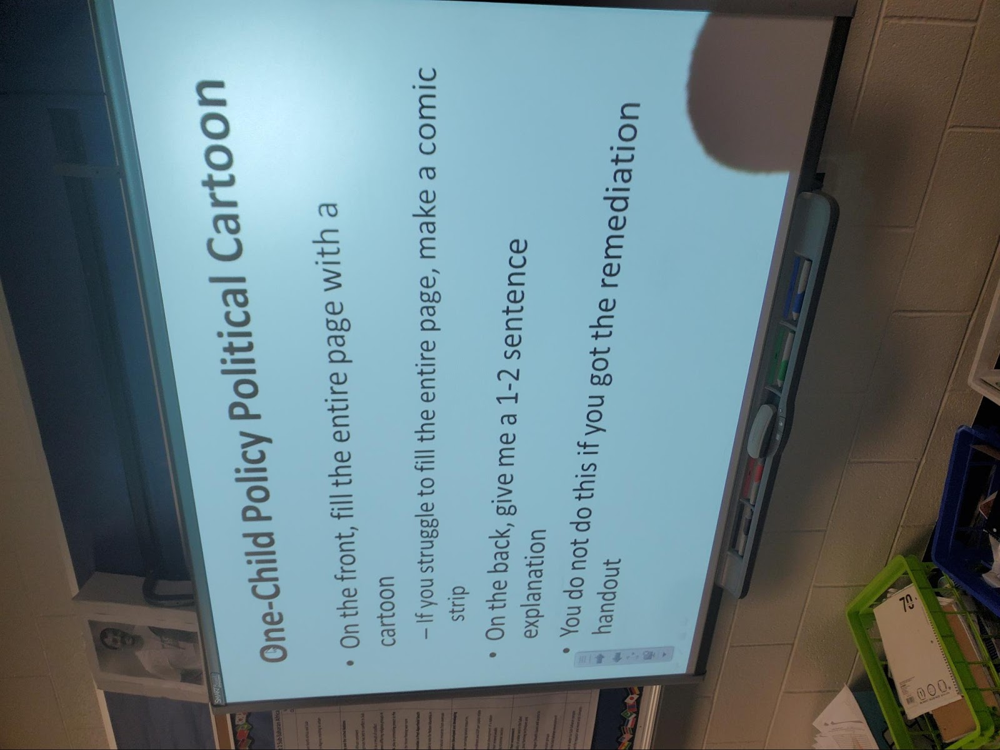 One-Child Policy Political Cartoon
• On the front, fill the entire page with a
cartoon
– If you struggle to fill the entire page, make a comic
strip
• On the back, give me a 1-2 sentence
explanation
• You do not do this if you got the remediation
handout
SMART
70